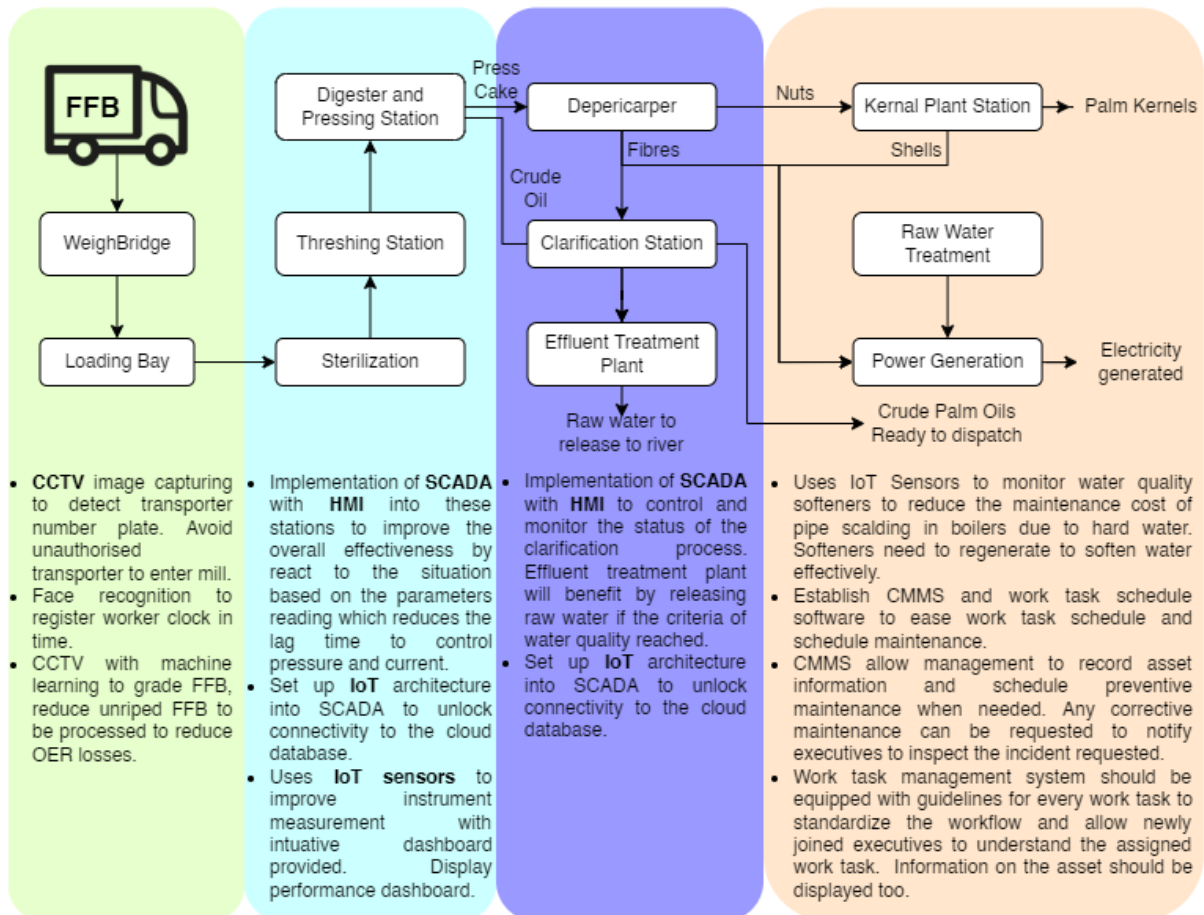 FFB
WeighBridge
Loading Bay
Digester and
Pressing Station
Threshing Station
Sterilization
Press
Cake
Crude
Oil
Depericarper
Fibres
Clarification Station
Effluent Treatment
Plant
Raw water to
release to river
Nuts
Kernal Plant Station
Palm Kernels
Shells
Raw Water
Treatment
Power Generation
Electricity
generated
Crude Palm Oils
Ready to dispatch
• CCTV image capturing
to detect transporter
number plate. Avoid
unauthorised
transporter to enter mill.
• Face recognition to
register worker clock in
time.
• CCTV with machine
learning to grade FFB,
reduce unriped FFB to
be processed to reduce
OER losses.
• Implementation of SCADA
with HMI into these
stations to improve the
overall effectiveness by
react to the situation
based on the parameters
reading which reduces the
lag time to control
pressure and current.
• Set up IoT architecture
into SCADA to unlock
connectivity to the cloud
database.
• Uses IoT sensors to
improve instrument
measurement with
intuative dashboard
provided. Display
performance dashboard.
• Implementation of SCADA
with HMI to control and
monitor the status of the
clarification process.
Effluent treatment plant
will benefit by releasing
raw water if the criteria of
water quality reached.
• Set up IoT architecture
into SCADA to unlock
connectivity to the cloud
database.
• Uses IoT Sensors to monitor water quality
softeners to reduce the maintenance cost of
pipe scalding in boilers due to hard water.
Softeners need to regenerate to soften water
effectively.
• Establish CMMS and work task schedule
software to ease work task schedule and
schedule maintenance.
• CMMS allow management to record asset
information and schedule preventive
maintenance when needed. Any corrective
maintenance can be requested to notify
executives to inspect the incident requested.
• Work task management system should be
equipped with guidelines for every work task to
standardize the workflow and allow newly
joined executives to understand the assigned
work task. Information on the asset should be
displayed too.